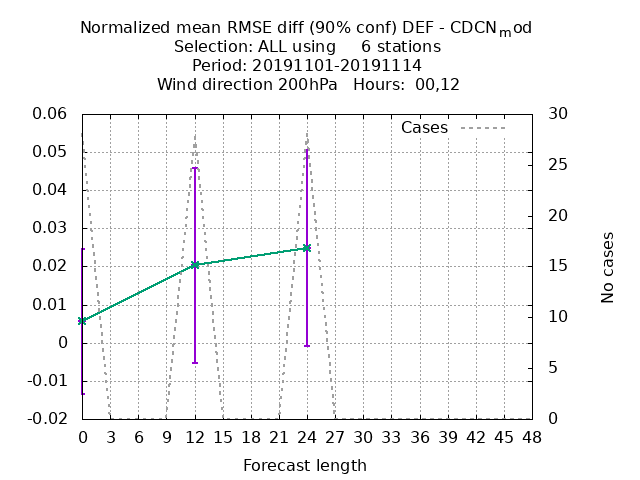 Normalized mean RMSE diff (90% conf) DEF - CDCNmod
Selection: ALL using 6 stations
Period: 20191101-20191114
Wind direction 200hPa Hours: 00,12
Cases
0.06
0.05
0.04
0.03
0.02
0.01
0
-0.01
-0.02
30
25
20
15
10
5
0
No cases
0 3 6 9 12 15 18 21 24 27 30 33 36 39 42 45 48
Forecast length